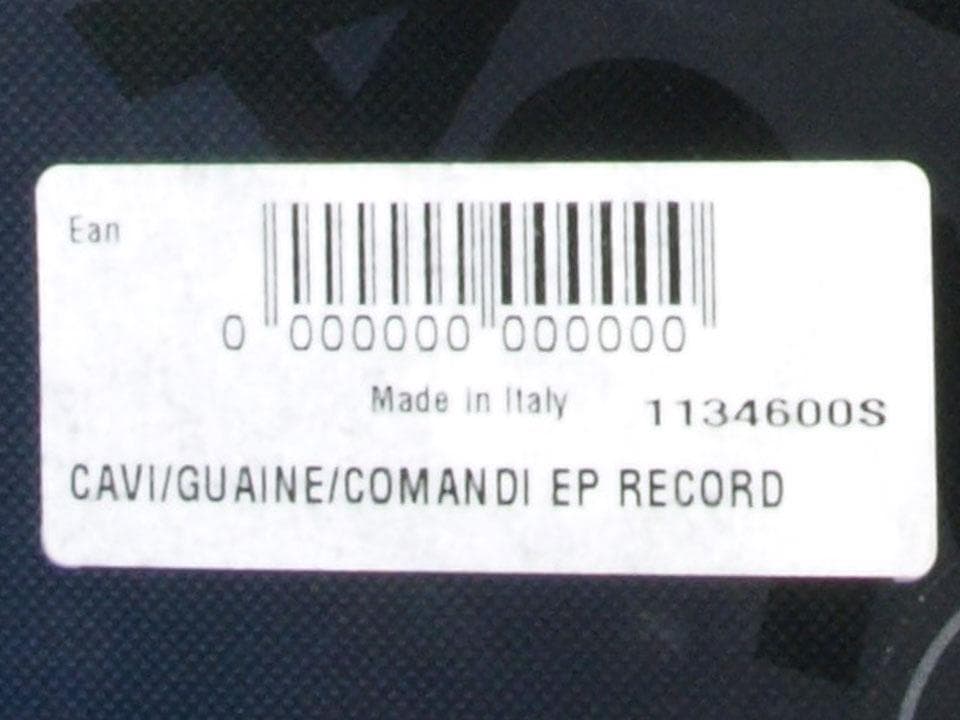 Ean
0 000000 000000
Made in Italy 1134600S
CAVI/GUAINE/COMANDI EP RECORD